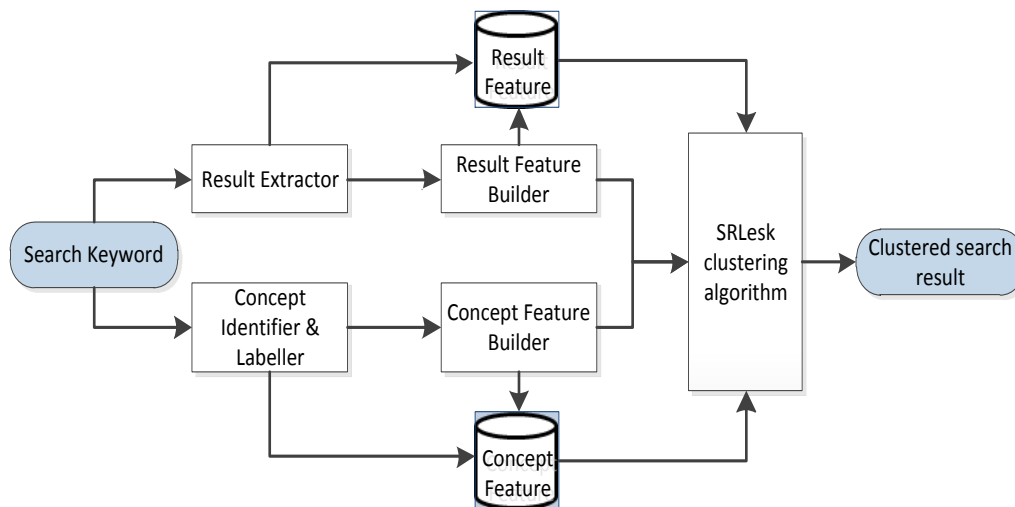 Result
Feature
Result Extractor
Result Feature
Builder
Search Keyword
SRLesk
clustering
algorithm
Clustered search
result
Concept
Identifier &
Labeller
Concept Feature
Builder
Concept
Feature